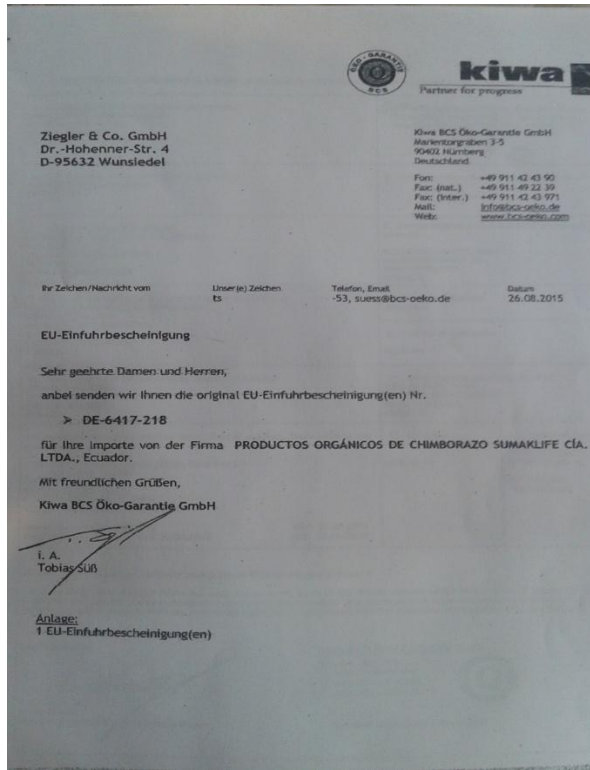 ÖKO - GARANTIE
BCS
kiwa
Partner for progress
Ziegler & Co. GmbH
Dr.-Hohenner-Str. 4
D-95632 Wunsiedel
Kiwa BCS Öko-Garantie GmbH
Marientorgraben 3-5
90402 Nürnberg
Deutschland
Fon: +49 911 42 43 90
Fax: (nat.) +49 911 49 22 39
Fax: (inter.) +49 911 42 43 971
Mail: info@bcs-oeko.de
Web: www.bcs-oeko.com
Ihr Zeichen/Nachricht vom Unser(e) Zeichen Telefon, Email Datum
ts -53, suess@bcs-oeko.de 26.08.2015
EU-Einfuhrbescheinigung
Sehr geehrte Damen und Herren,
anbei senden wir Ihnen die original EU-Einfuhrbescheinigung(en) Nr.
➢ DE-6417-218
für Ihre Importe von der Firma PRODUCTOS ORGÁNICOS DE CHIMBORAZO SUMAKLIFE CÍA.
LTDA., Ecuador.
Mit freundlichen Grüßen,
Kiwa BCS Öko-Garantie GmbH
i. A.
Tobias Süß
Anlage:
1 EU-Einfuhrbescheinigung(en)